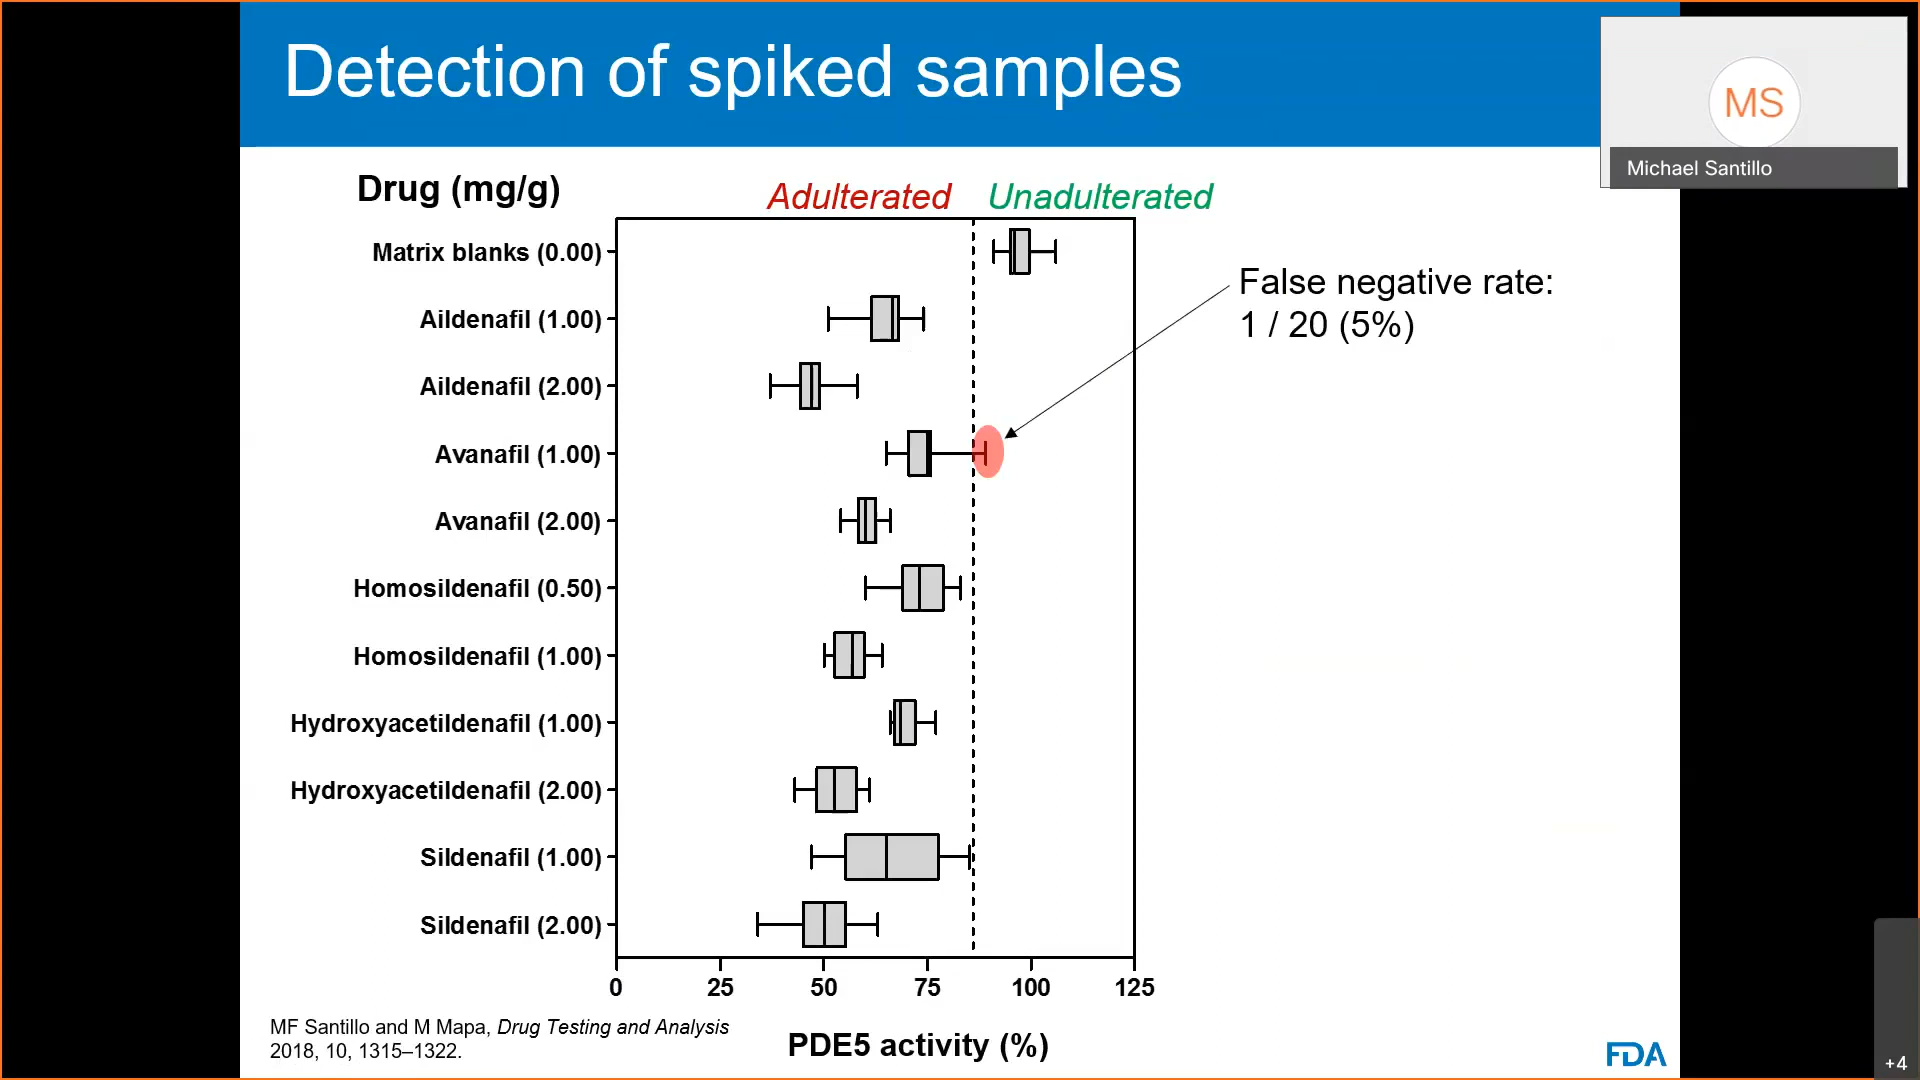 Detection of spiked samples
MS
Michael Santillo
Drug (mg/g)
Adulterated
Unadulterated
Matrix blanks (0.00)
Aildenafil (1.00)
Aildenafil (2.00)
Avanafil (1.00)
Avanafil (2.00)
Homosildenafil (0.50)
Homosildenafil (1.00)
Hydroxyacetildenafil (1.00)
Hydroxyacetildenafil (2.00)
Sildenafil (1.00)
Sildenafil (2.00)
False negative rate:
1 / 20 (5%)
0 25 50 75 100 125
PDE5 activity (%)
MF Santillo and M Mapa, Drug Testing and Analysis
2018, 10, 1315–1322.
FDA
+4